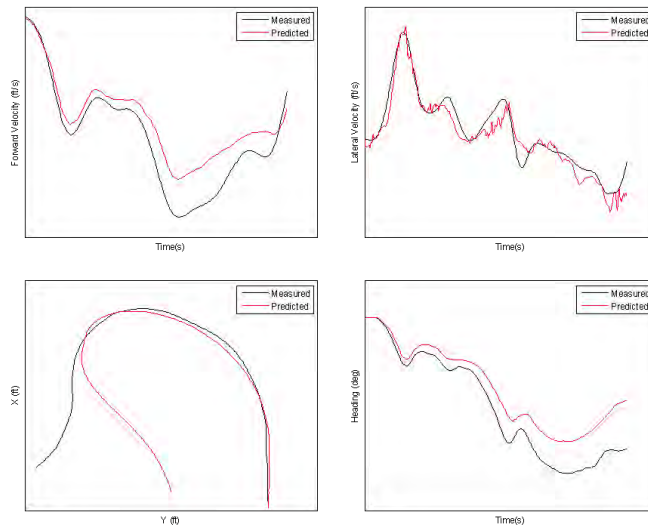 Measured
Predicted
Forward Velocity (ft/s)
Time(s)
Measured
Predicted
Lateral Velocity (ft/s)
Time(s)
Measured
Predicted
X (ft)
Y (ft)
Measured
Predicted
Heading (deg)
Time(s)